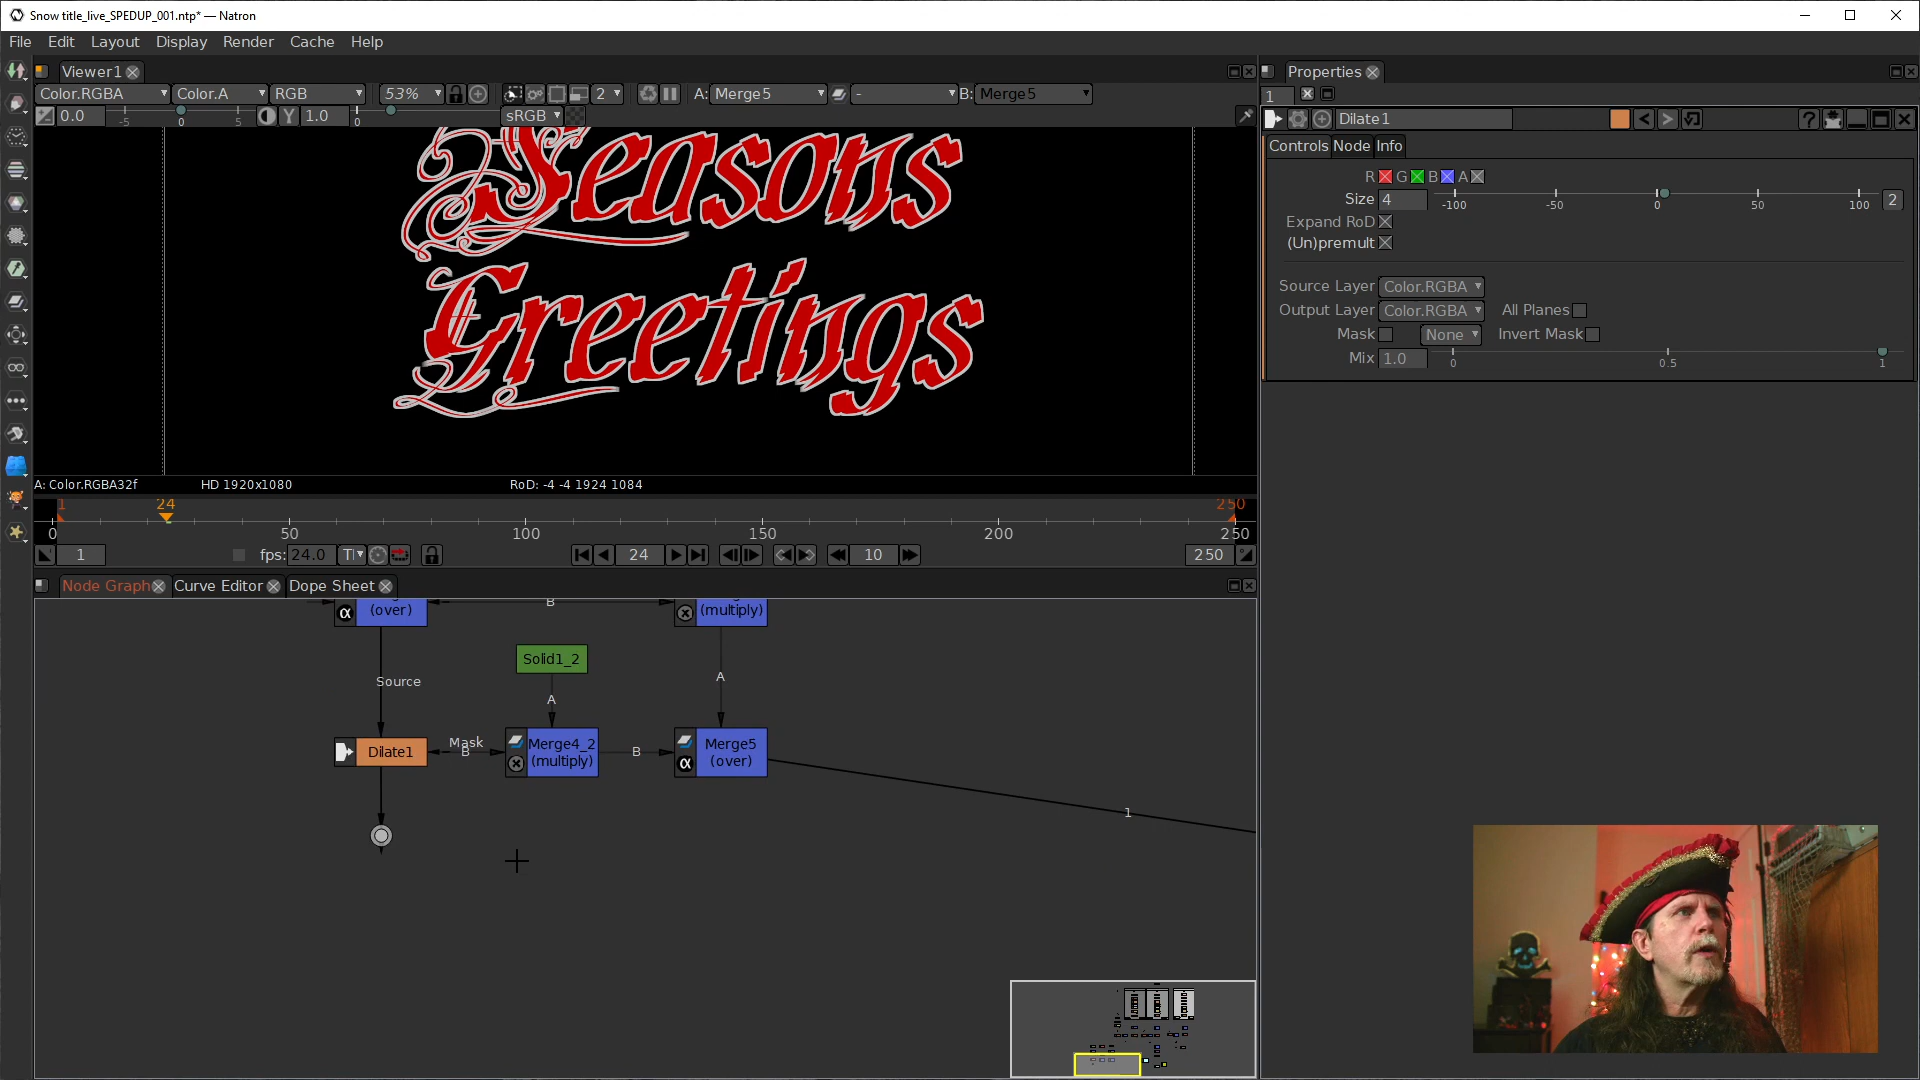 Snow title_live_SPEDUP_001.ntp* — Natron
File Edit Layout Display Render Cache Help
Viewer1
Properties
Color.RGBA Color.A RGB 53% 2 A: Merge5 - B: Merge5
1
0.0 -5 0 5 Y 1.0 0 sRGB
Dilate1
?
Controls Node Info
R G B A
Size 4 -100 -50 0 50 100 2
Expand RoD
(Un)premult
Source Layer Color.RGBA
Output Layer Color.RGBA All Planes
Mask None Invert Mask
Mix 1.0 0 0.5 1
Seasons
Greetings
A: Color.RGBA32f HD 1920x1080 RoD: -4 -4 1924 1084
1 24 250
0 50 100 150 200 250
1 fps: 24.0 24 10 250
Node Graph Curve Editor Dope Sheet
α (over) B (multiply)
Solid1_2
Source A A
Dilate1 Mask B Merge4_2 (multiply) B Merge5 α (over)
1